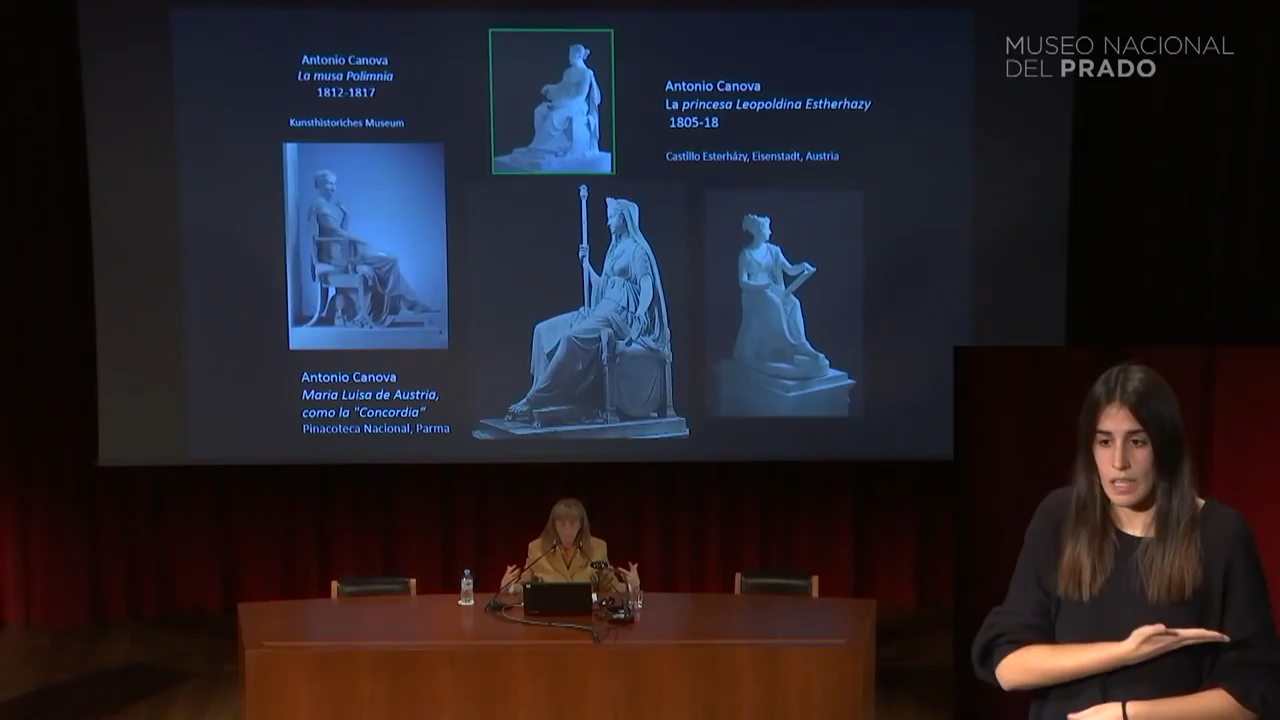 MUSEO NACIONAL
DEL PRADO
Antonio Canova
La musa Polimnia
1812-1817
Kunsthistoriches Museum
Antonio Canova
La princesa Leopoldina Estherhazy
1805-18
Castillo Esterházy, Eisenstadt, Austria
Antonio Canova
Maria Luisa de Austria,
como la "Concordia"
Pinacoteca Nacional, Parma